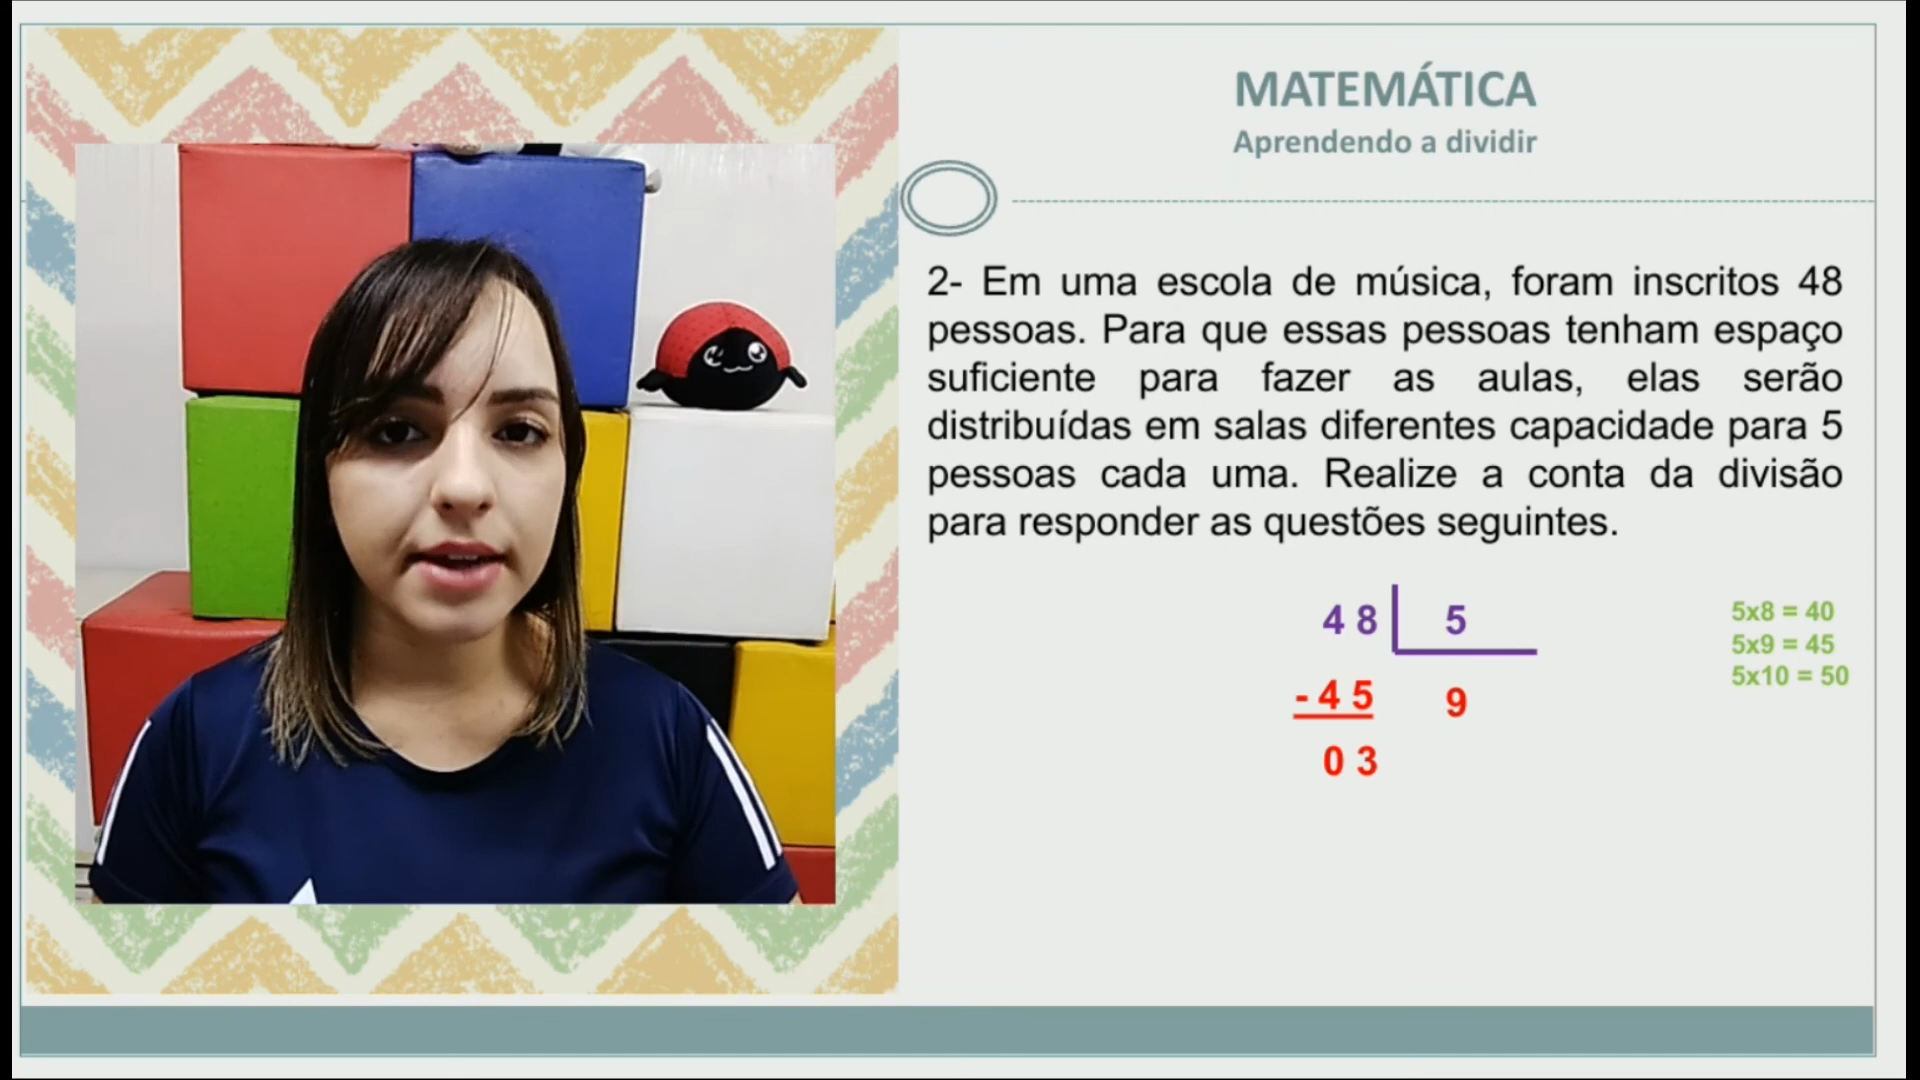 MATEMÁTICA
Aprendendo a dividir
2- Em uma escola de música, foram inscritos 48
pessoas. Para que essas pessoas tenham espaço
suficiente para fazer as aulas, elas serão
distribuídas em salas diferentes capacidade para 5
pessoas cada uma. Realize a conta da divisão
para responder as questões seguintes.
4 8 5
- 4 5 9
0 3
5x8 = 40
5x9 = 45
5x10 = 50